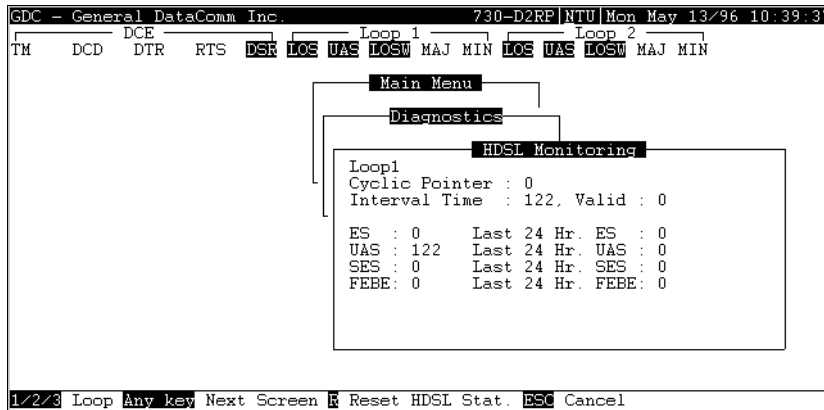 GDC – General DataComm Inc. 730-D2RP NTU Mon May 13/96 10:39:3
DCE Loop 1 Loop 2
TM DCD DTR RTS DSR LOS UAS LOSW MAJ MIN LOS UAS LOSW MAJ MIN
Main Menu
Diagnostics
HDSL Monitoring
Loop1
Cyclic Pointer : 0
Interval Time : 122, Valid : 0
ES : 0 Last 24 Hr. ES : 0
UAS : 122 Last 24 Hr. UAS : 0
SES : 0 Last 24 Hr. SES : 0
FEBE: 0 Last 24 Hr. FEBE: 0
1/2/3 Loop Any key Next Screen R Reset HDSL Stat. ESC Cancel